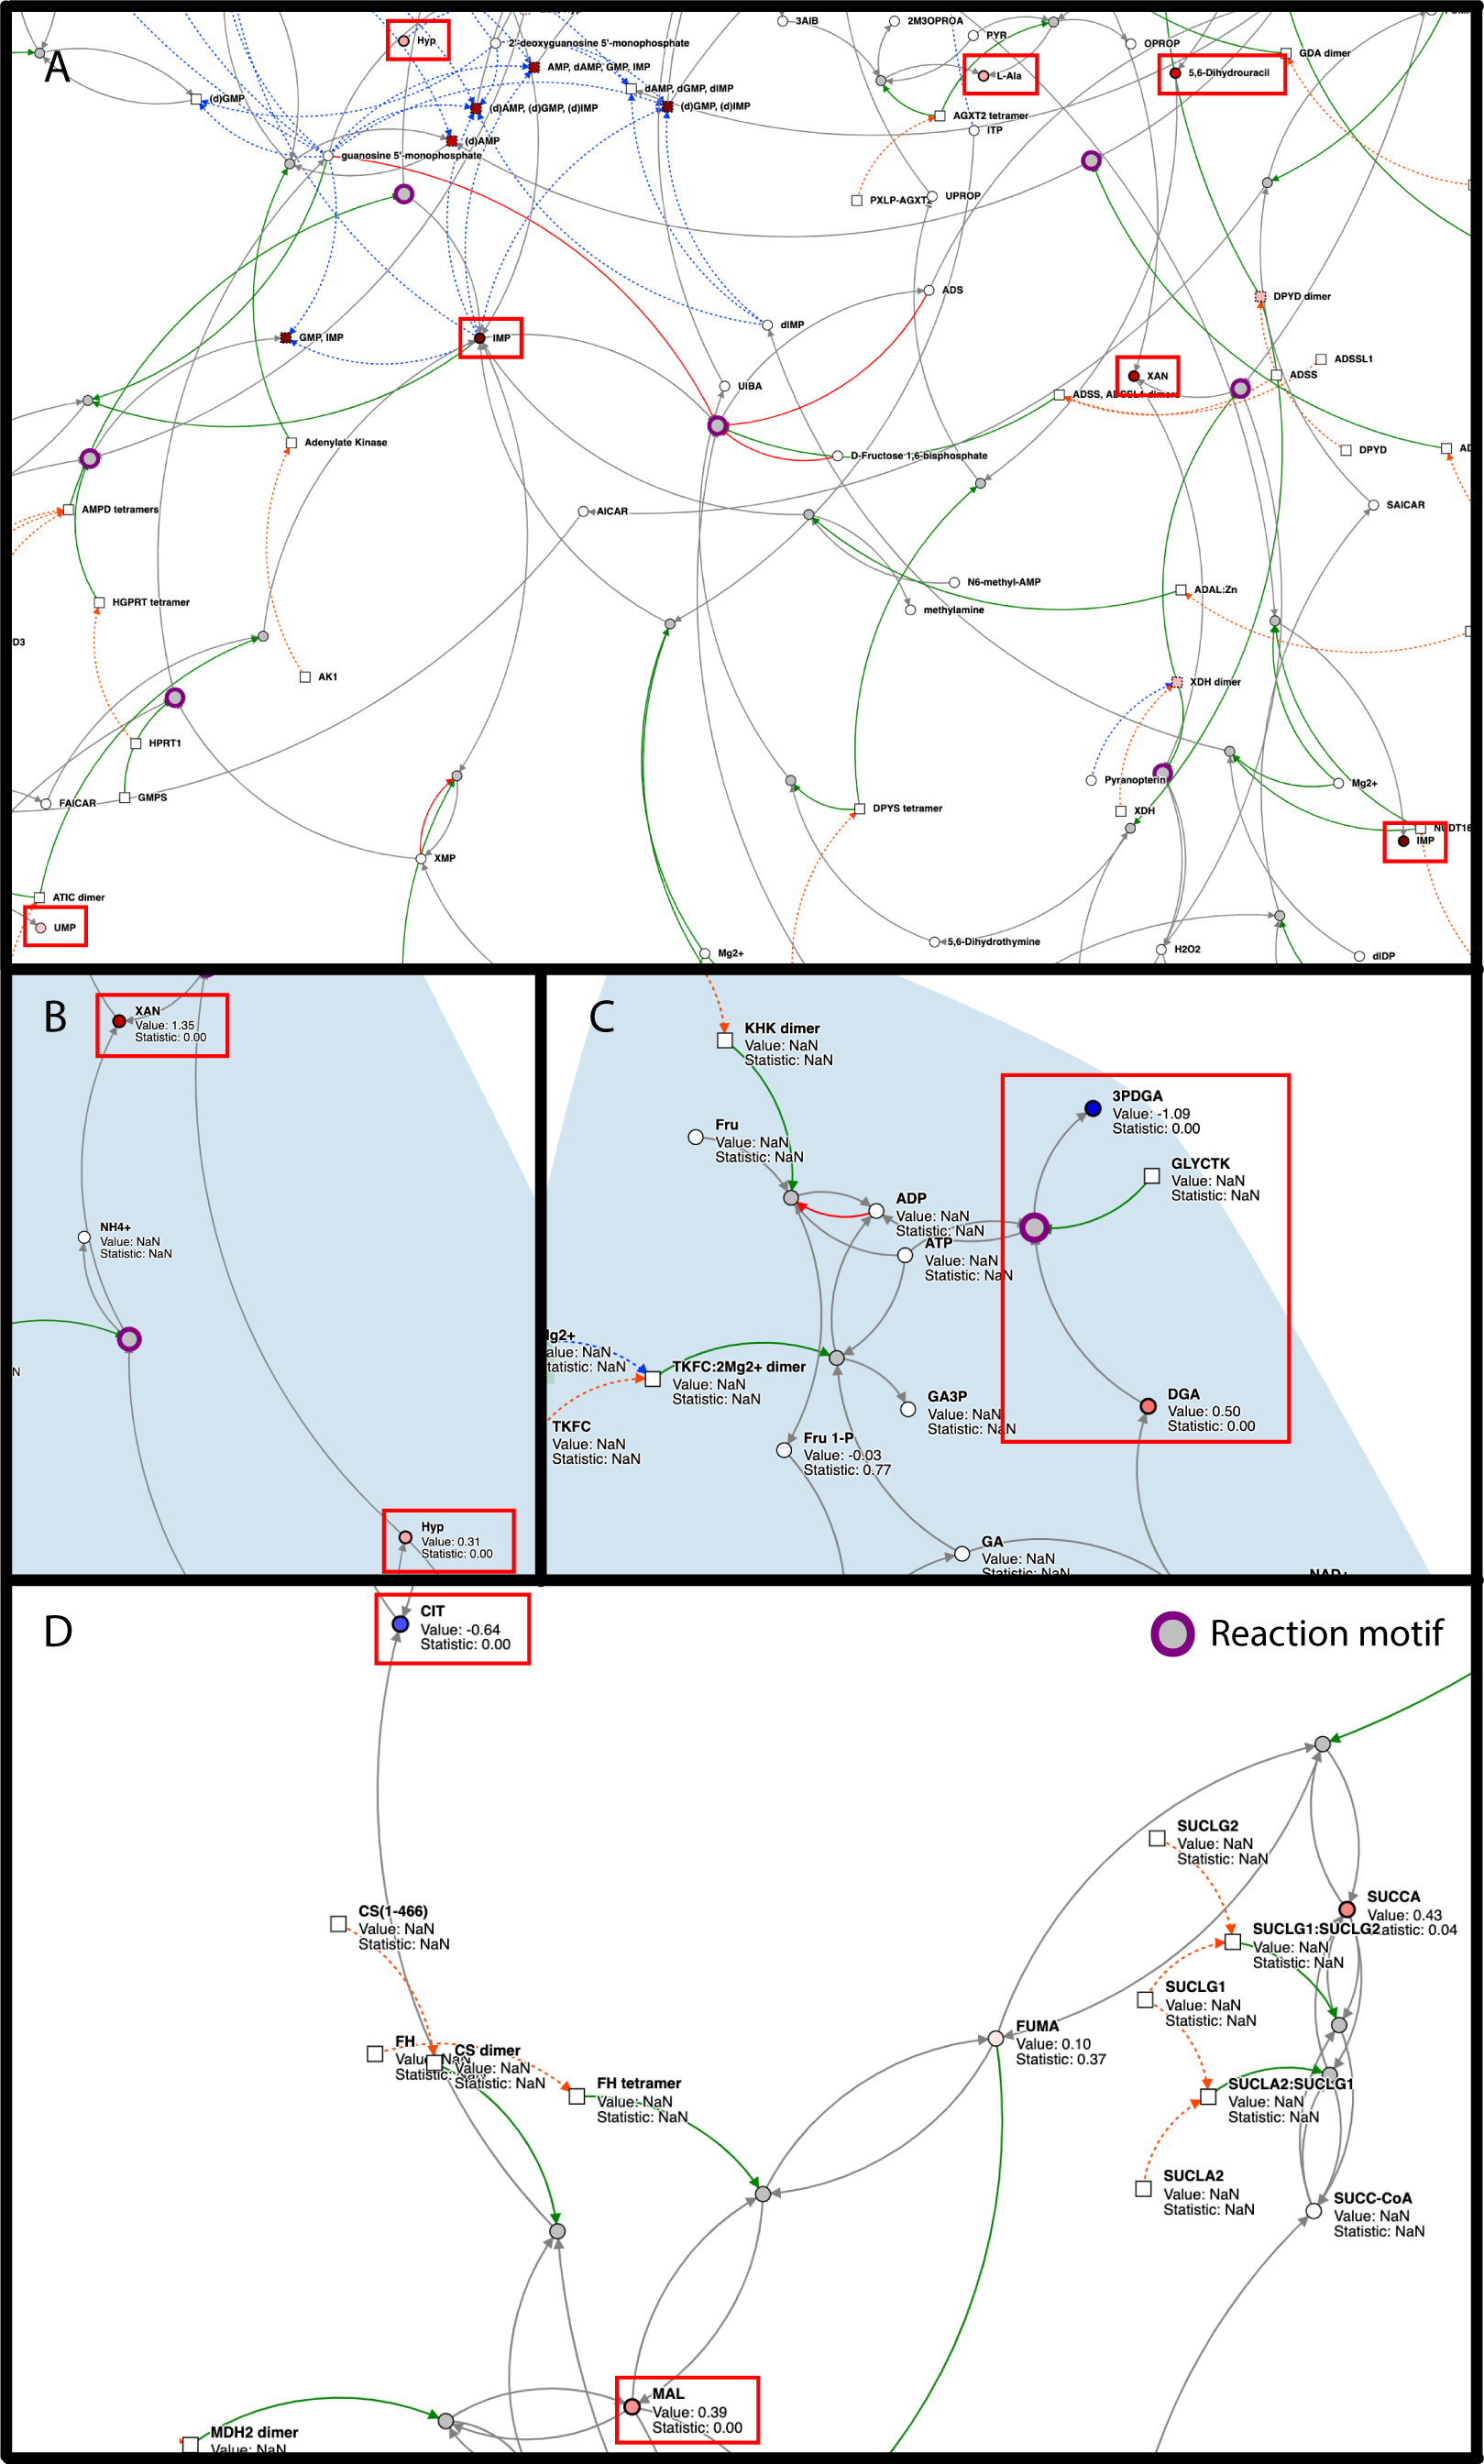 A
Hyp
2'-deoxyguanosine 5'-monophosphate
3AIB
2M3OPROA
PYR
OPROP
GDA dimer
AMP, dAMP, GMP, IMP
L-Ala
5,6-Dihydrouracil
(d)GMP
dAMP, dGMP, dIMP
(d)AMP, (d)GMP, (d)IMP
(d)GMP, (d)IMP
AGXT2 tetramer
ITP
(d)AMP
guanosine 5'-monophosphate
PXLP-AGXT2
UPROP
ADS
DPYD dimer
dIMP
GMP, IMP
IMP
ADSSL1
XAN
ADSS
UIBA
ADSS, ADSSL1 dimers
Adenylate Kinase
DPYD
AD
D-Fructose 1,6-bisphosphate
AMPD tetramers
AICAR
SAICAR
N6-methyl-AMP
ADAL:Zn
HGPRT tetramer
methylamine
D3
AK1
XDH dimer
HPRT1
Pyranopterin
Mg2+
GMPS
FAICAR
DPYS tetramer
XDH
NUDT16
IMP
XMP
ATIC dimer
UMP
5,6-Dihydrothymine
H2O2
Mg2+
dIDP
B
XAN
Value: 1.35
Statistic: 0.00
NH4+
Value: NaN
Statistic: NaN
N
Hyp
Value: 0.31
Statistic: 0.00
C
KHK dimer
Value: NaN
Statistic: NaN
3PDGA
Value: -1.09
Statistic: 0.00
Fru
Value: NaN
Statistic: NaN
GLYCTK
Value: NaN
Statistic: NaN
ADP
Value: NaN
Statistic: NaN
ATP
Value: NaN
Statistic: NaN
Mg2+
Value: NaN
Statistic: NaN
TKFC:2Mg2+ dimer
Value: NaN
Statistic: NaN
GA3P
Value: NaN
Statistic: NaN
DGA
Value: 0.50
Statistic: 0.00
TKFC
Value: NaN
Statistic: NaN
Fru 1-P
Value: -0.03
Statistic: 0.77
GA
Value: NaN
Statistic: NaN
NAD+
D
CIT
Value: -0.64
Statistic: 0.00
Reaction motif
SUCLG2
Value: NaN
Statistic: NaN
SUCCA
Value: 0.43
Statistic: 0.04
CS(1-466)
Value: NaN
Statistic: NaN
SUCLG1:SUCLG2
Value: NaN
Statistic: NaN
SUCLG1
Value: NaN
Statistic: NaN
FUMA
Value: 0.10
Statistic: 0.37
FH
Value: NaN
Statistic: NaN
CS dimer
Value: NaN
Statistic: NaN
FH tetramer
Value: NaN
Statistic: NaN
SUCLA2:SUCLG1
Value: NaN
Statistic: NaN
SUCLA2
Value: NaN
Statistic: NaN
SUCC-CoA
Value: NaN
Statistic: NaN
MAL
Value: 0.39
Statistic: 0.00
MDH2 dimer
Value: NaN